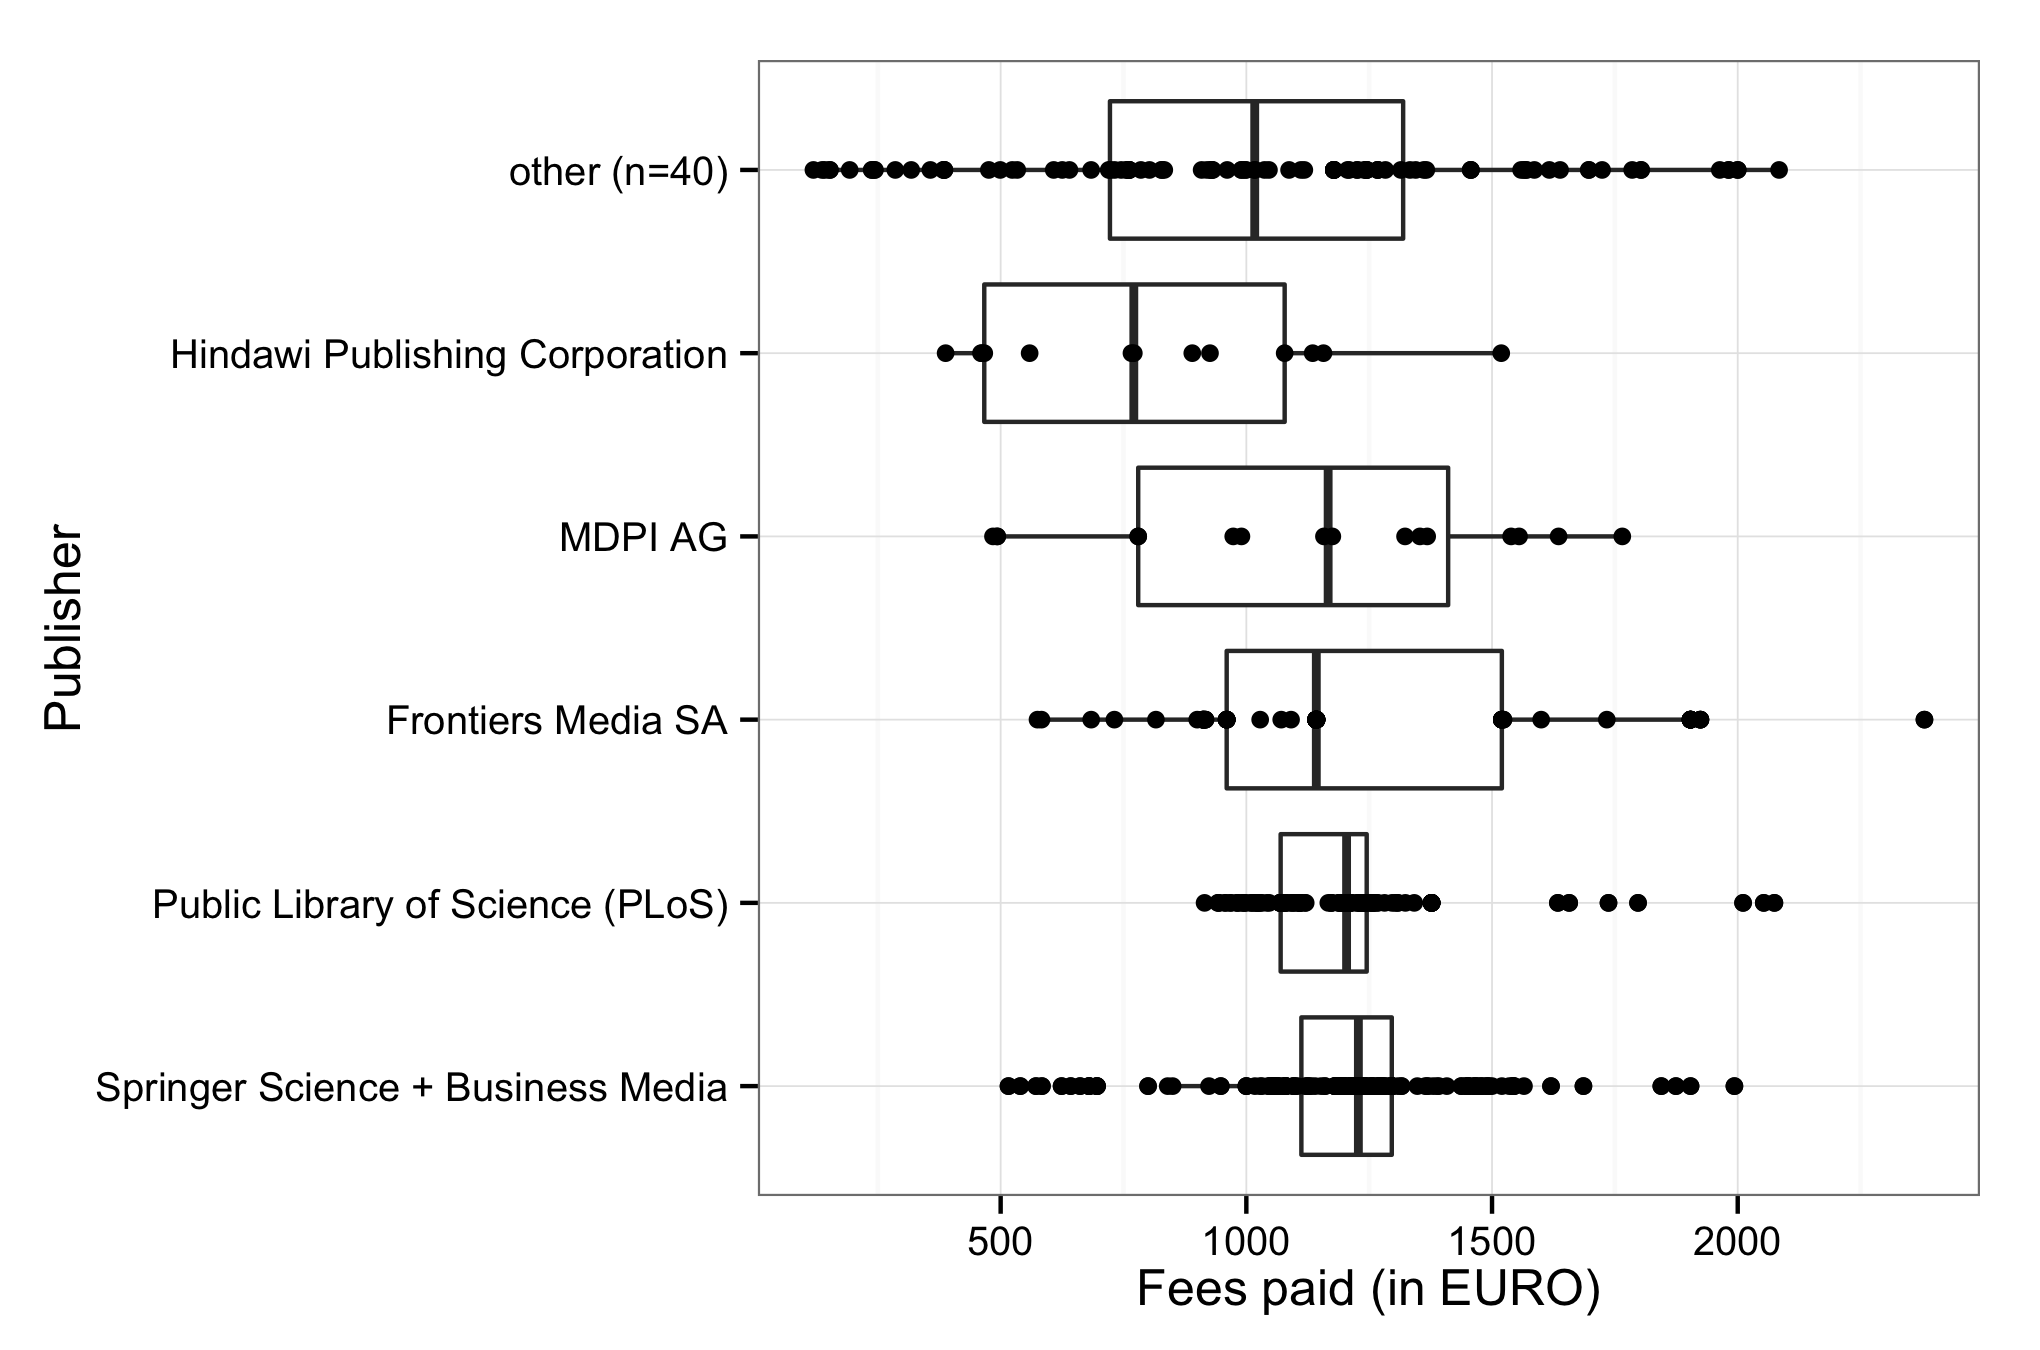 other (n=40)
Hindawi Publishing Corporation
MDPI AG
Frontiers Media SA
Public Library of Science (PLoS)
Springer Science + Business Media
Publisher
500 1000 1500 2000
Fees paid (in EURO)